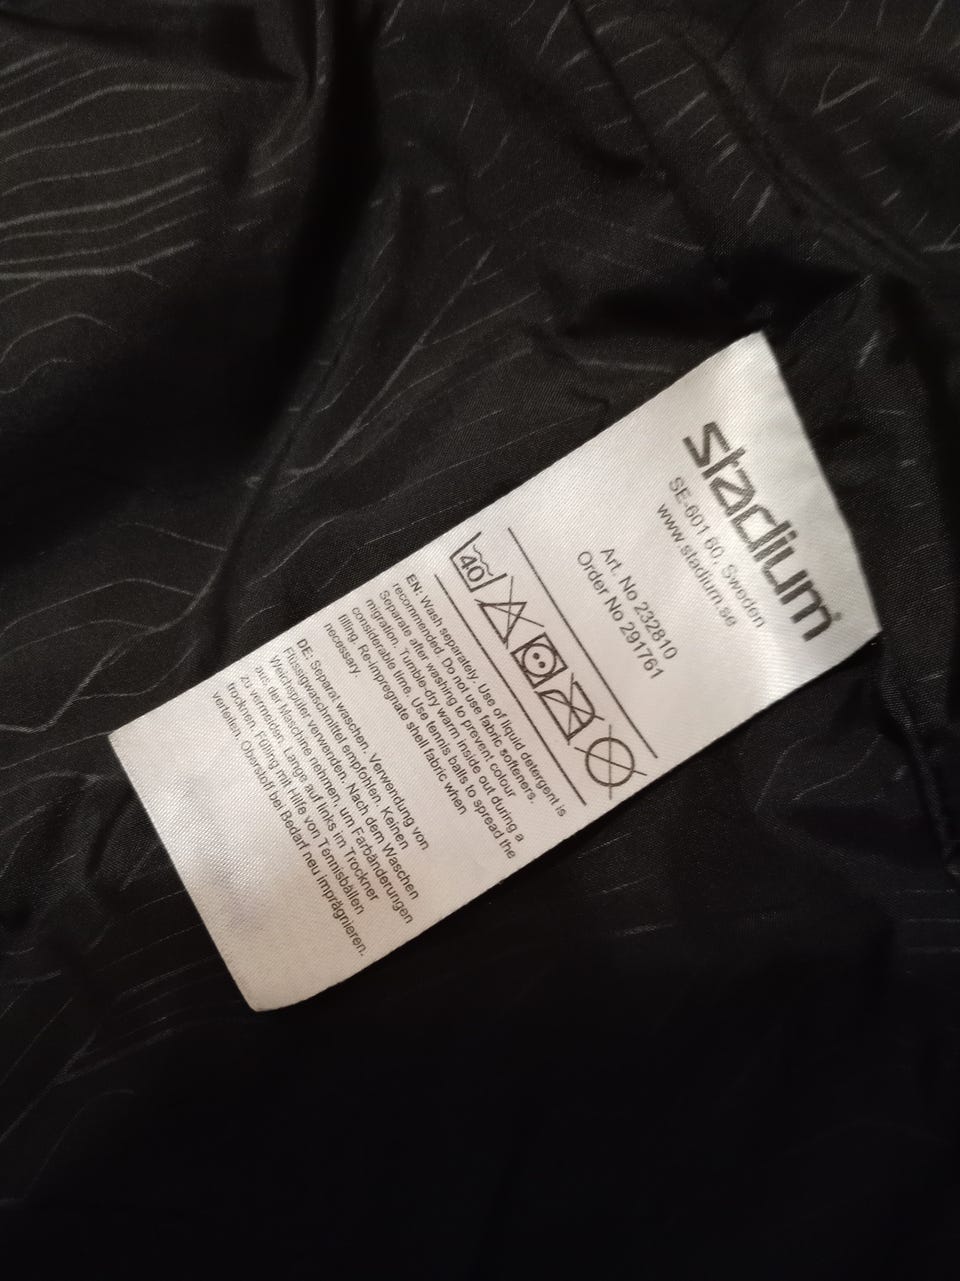 stadium
SE-601 60, Sweden
www.stadium.se
Art. No 232810
Order No 291761
40
EN: Wash separately. Use of liquid detergent is
recommended. Do not use fabric softeners.
Separate after washing to prevent colour
migration. Tumble-dry warm inside out during a
considerable time. Use tennis balls to spread the
filling. Re-impregnate shell fabric when
necessary.
DE: Separat waschen. Verwendung von
Flüssigwaschmittel empfohlen. Keinen
Weichspüler verwenden. Nach dem Waschen
aus der Maschine nehmen, um Farbänderungen
zu vermeiden. Lange auf links im Trockner
trocknen. Füllung mit Hilfe von Tennisbällen
verteilen. Oberstoff bei Bedarf neu imprägnieren.